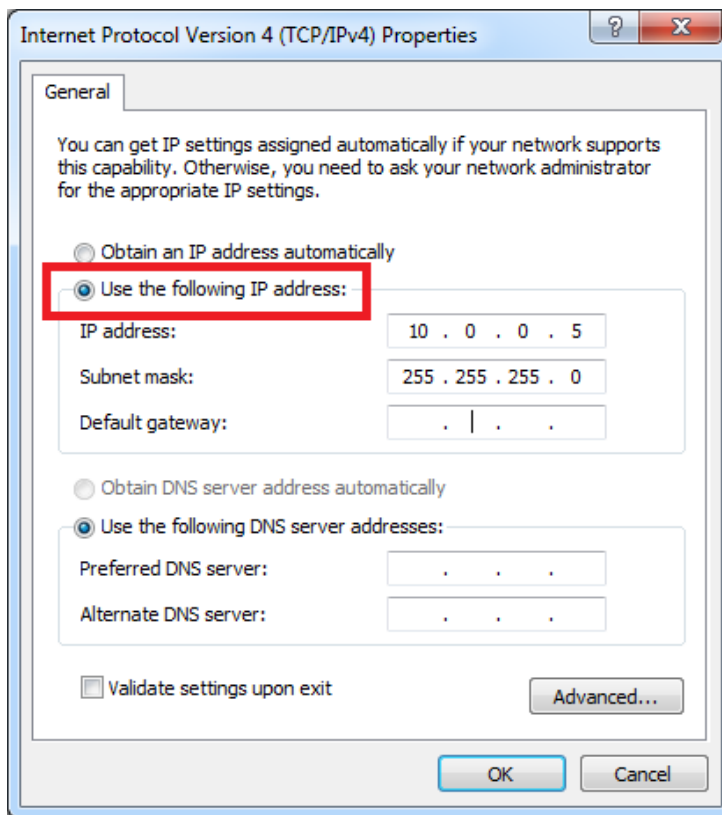 Internet Protocol Version 4 (TCP/IPv4) Properties
General
You can get IP settings assigned automatically if your network supports
this capability. Otherwise, you need to ask your network administrator
for the appropriate IP settings.
Obtain an IP address automatically
Use the following IP address:
IP address: 10 . 0 . 0 . 5
Subnet mask: 255 . 255 . 255 . 0
Default gateway: . . .
Obtain DNS server address automatically
Use the following DNS server addresses:
Preferred DNS server: . . .
Alternate DNS server: . . .
Validate settings upon exit
Advanced...
OK Cancel